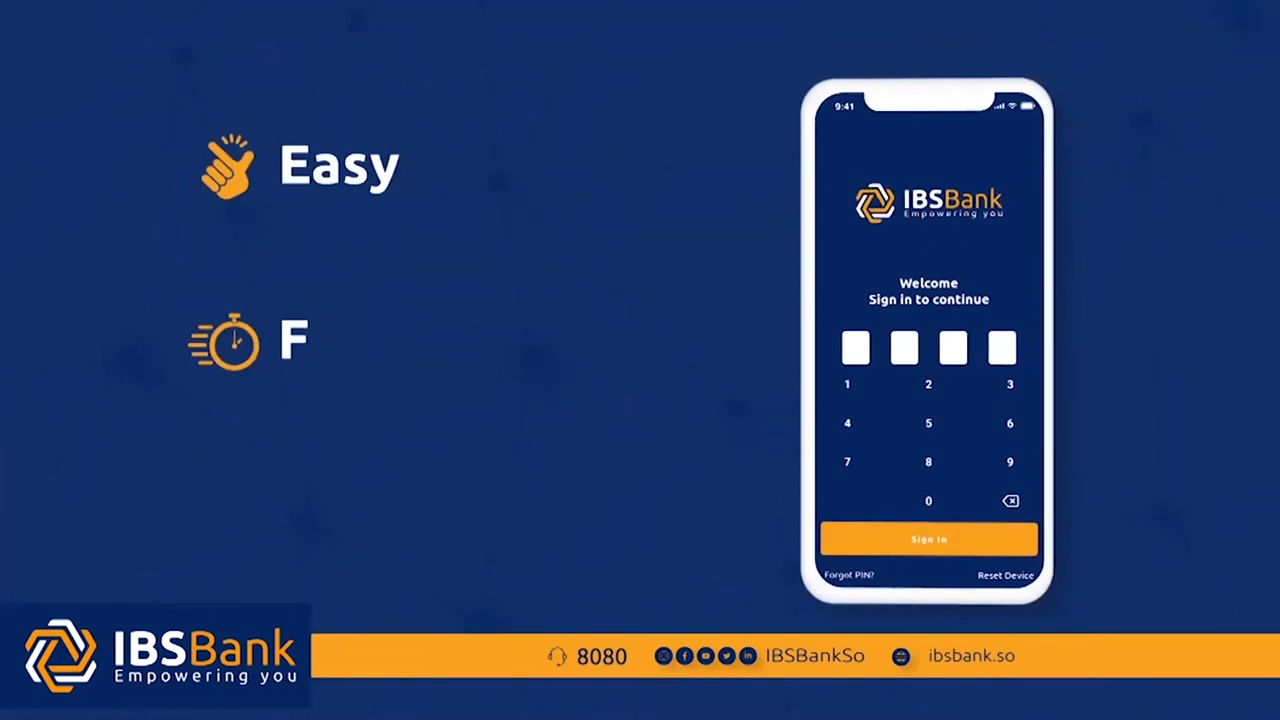 Easy
F
9:41
IBSBank
Empowering you
Welcome
Sign in to continue
1 2 3
4 5 6
7 8 9
0
Sign In
Forgot PIN? Reset Device
IBSBank
Empowering you
8080 IBSBankSo ibsbank.so